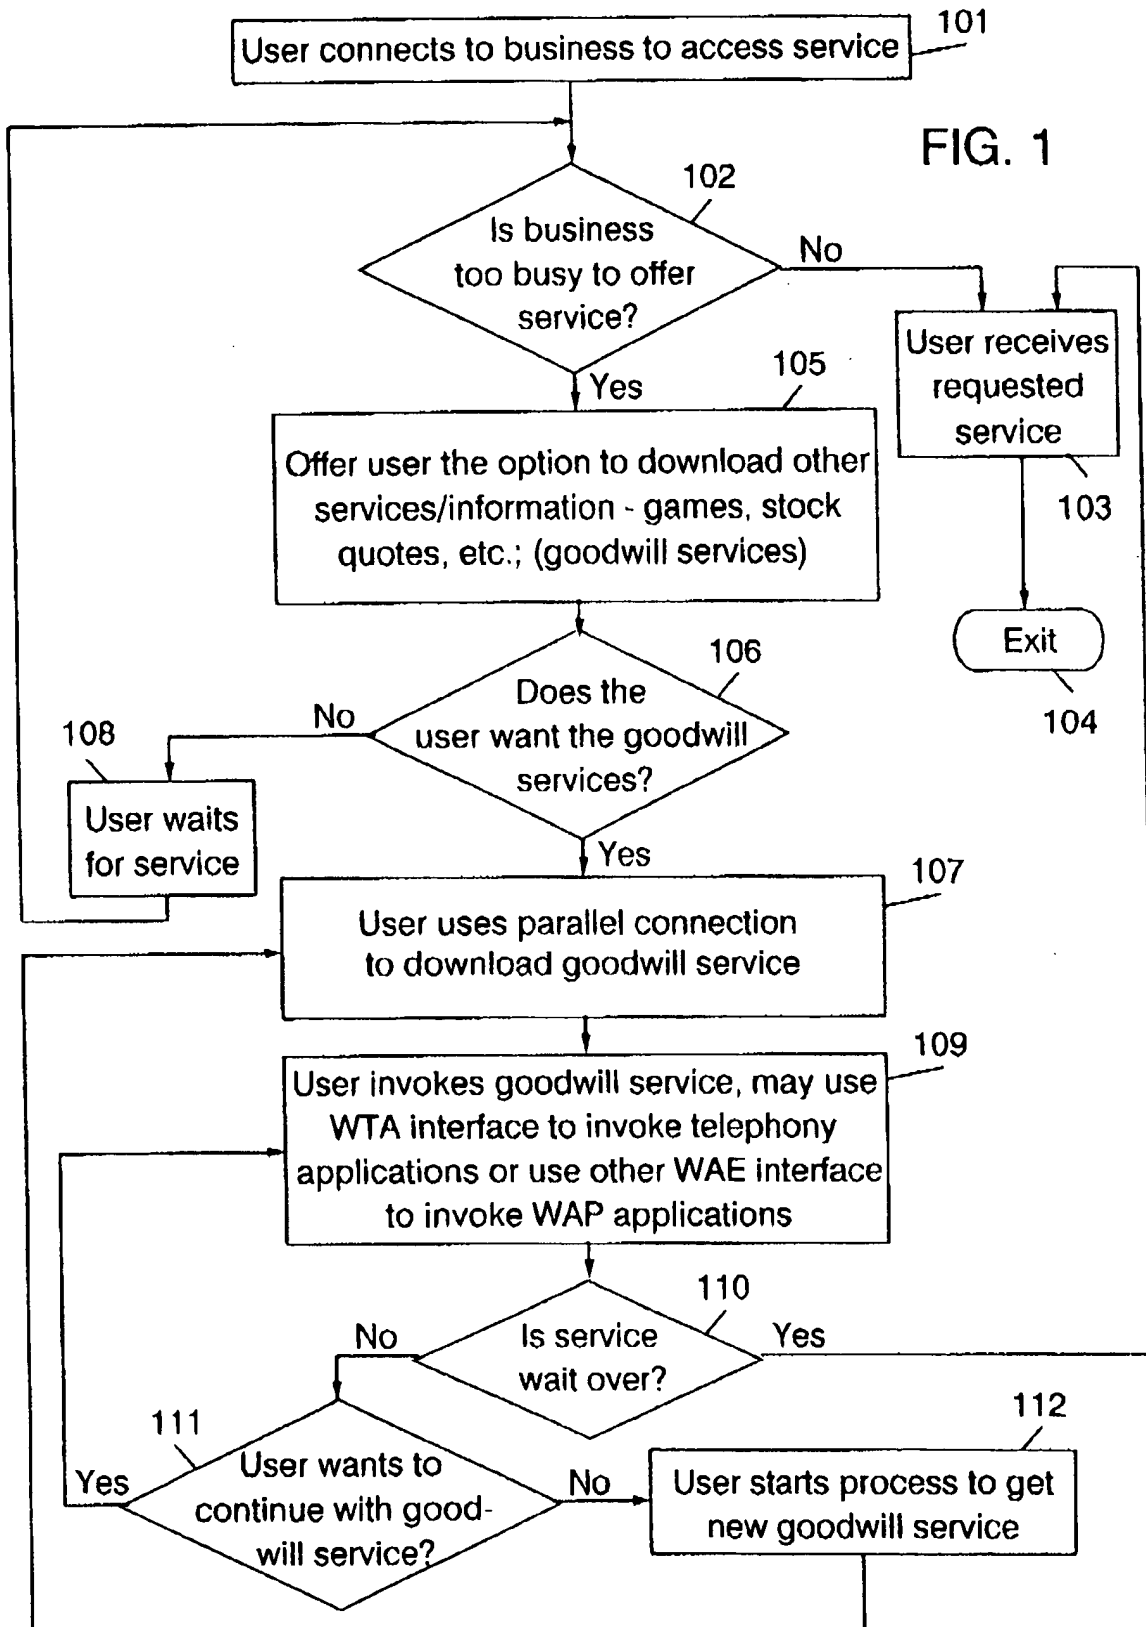 User connects to business to access service
101
FIG. 1
102
Is business
too busy to offer
service?
No
Yes
User receives
requested
service
103
Exit
104
105
Offer user the option to download other
services/information - games, stock
quotes, etc.; (goodwill services)
106
Does the
user want the goodwill
services?
No
Yes
108
User waits
for service
107
User uses parallel connection
to download goodwill service
109
User invokes goodwill service, may use
WTA interface to invoke telephony
applications or use other WAE interface
to invoke WAP applications
110
Is service
wait over?
No
Yes
111
User wants to
continue with good-
will service?
Yes
No
112
User starts process to get
new goodwill service